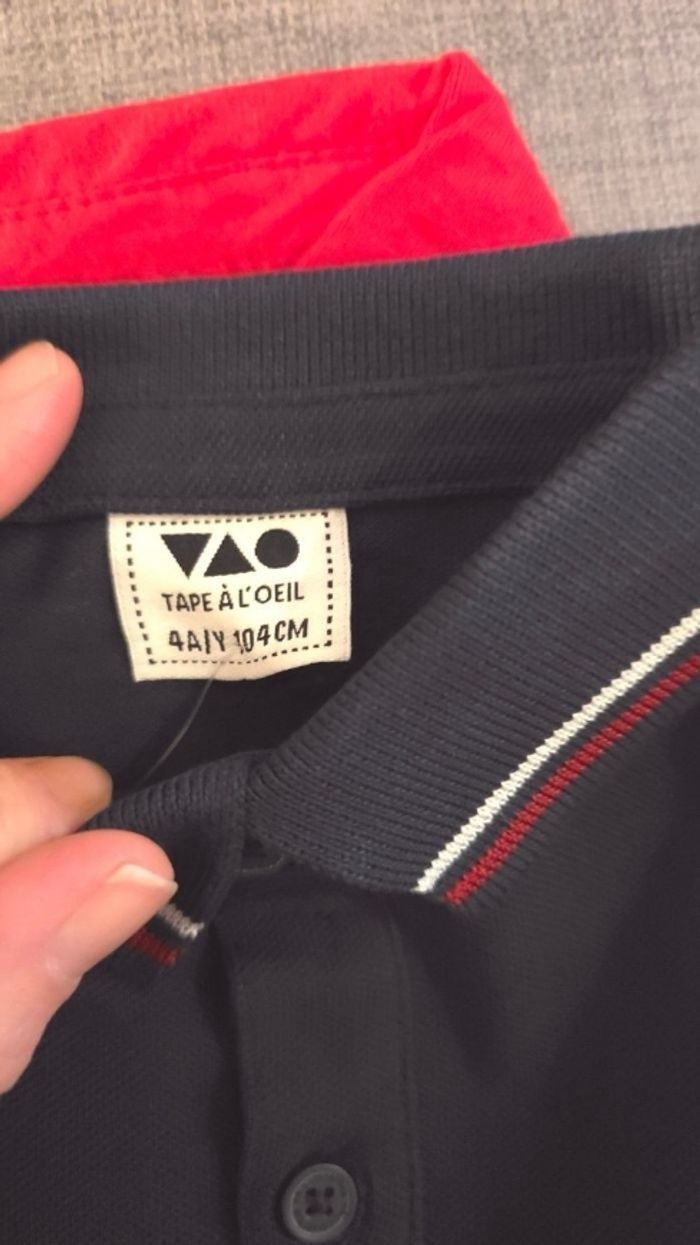 TAPE À L'OEIL
4A/Y 104CM